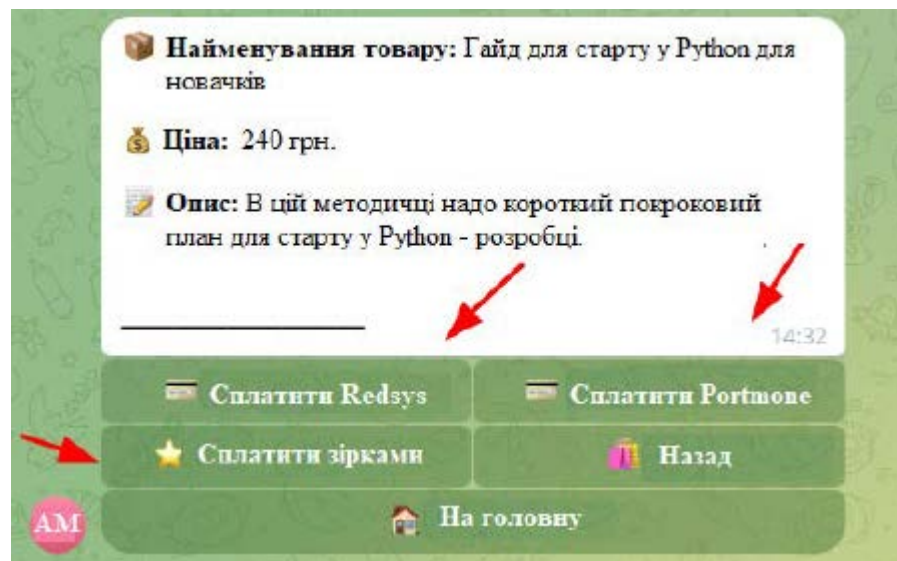 Найменування товару: Гайд для старту у Python для
новачків
Ціна: 240 грн.
Опис: В цій методичці надо короткий покроковий
план для старту у Python - розробці.
14:32
Сплатити Redsys
Сплатити Portmone
Сплатити зірками
Назад
АМ
На головну